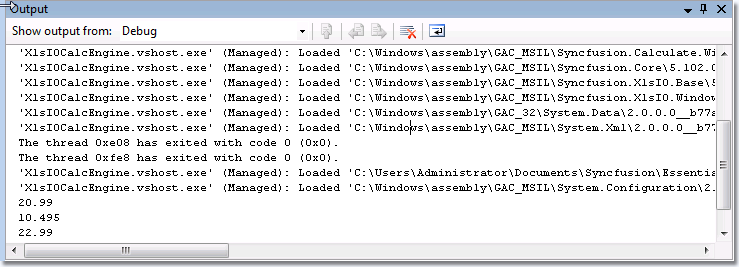 Output
Show output from: Debug
'XlsIOCalcEngine.vshost.exe' (Managed): Loaded 'C:\Windows\assembly\GAC_MSIL\Syncfusion.Calculate.Wi
'XlsIOCalcEngine.vshost.exe' (Managed): Loaded 'C:\Windows\assembly\GAC_MSIL\Syncfusion.Core\5.102.0
'XlsIOCalcEngine.vshost.exe' (Managed): Loaded 'C:\Windows\assembly\GAC_MSIL\Syncfusion.XlsIO.Base\5
'XlsIOCalcEngine.vshost.exe' (Managed): Loaded 'C:\Windows\assembly\GAC_MSIL\Syncfusion.XlsIO.Window
'XlsIOCalcEngine.vshost.exe' (Managed): Loaded 'C:\Windows\assembly\GAC_32\System.Data\2.0.0.0__b77a
'XlsIOCalcEngine.vshost.exe' (Managed): Loaded 'C:\Windows\assembly\GAC_MSIL\System.Xml\2.0.0.0__b77
The thread 0xe08 has exited with code 0 (0x0).
The thread 0xfe8 has exited with code 0 (0x0).
'XlsIOCalcEngine.vshost.exe' (Managed): Loaded 'C:\Users\Administrator\Documents\Syncfusion\Essentia
'XlsIOCalcEngine.vshost.exe' (Managed): Loaded 'C:\Windows\assembly\GAC_MSIL\System.Configuration\2.
20.99
10.495
22.99